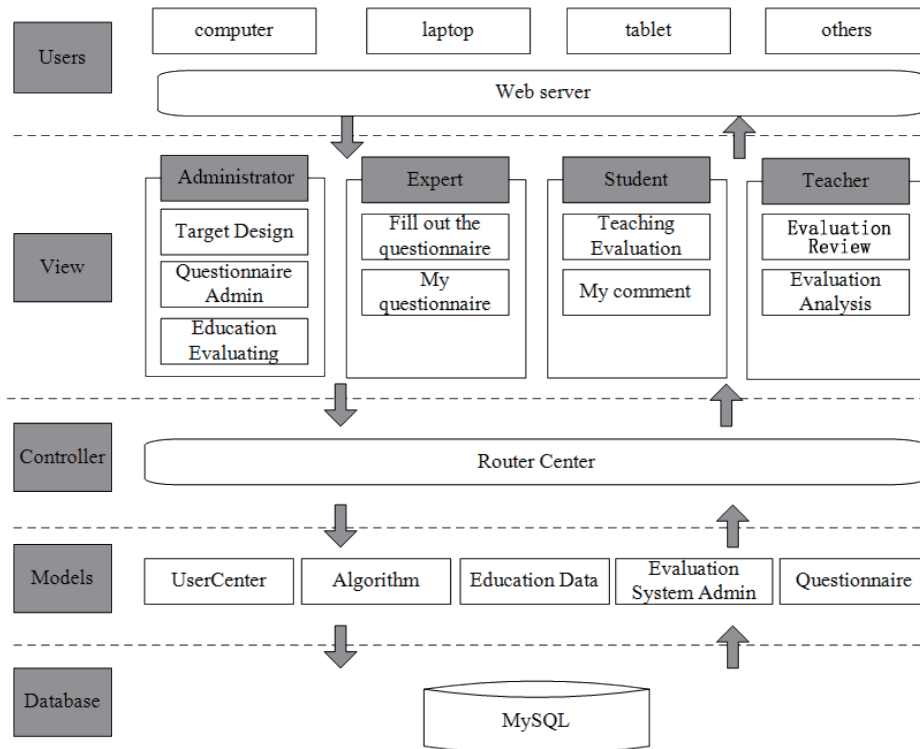 computer
laptop
tablet
others
Users
Web server
Administrator
Expert
Student
Teacher
Target Design
Fill out the
questionnaire
Teaching
Evaluation
Evaluation
Review
View
Questionnaire
Admin
My
questionnaire
My comment
Evaluation
Analysis
Education
Evaluating
Controller
Router Center
Models
UserCenter
Algorithm
Education Data
Evaluation
System Admin
Questionnaire
Database
MySQL